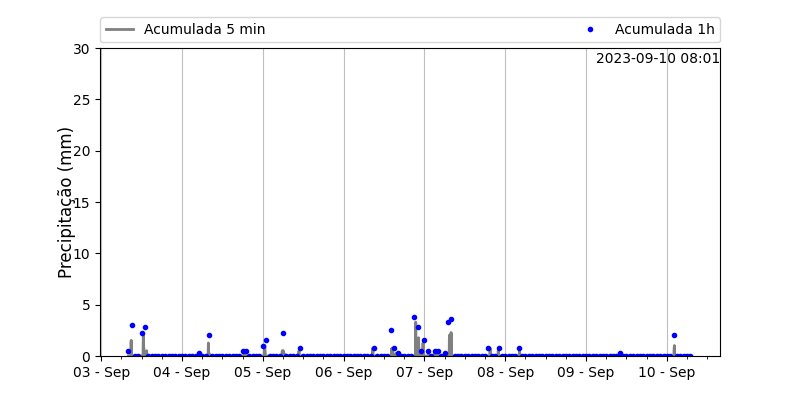 Acumulada 5 min
Acumulada 1h
2023-09-10 08:01
Precipitação (mm)
30
25
20
15
10
5
0
03 - Sep
04 - Sep
05 - Sep
06 - Sep
07 - Sep
08 - Sep
09 - Sep
10 - Sep